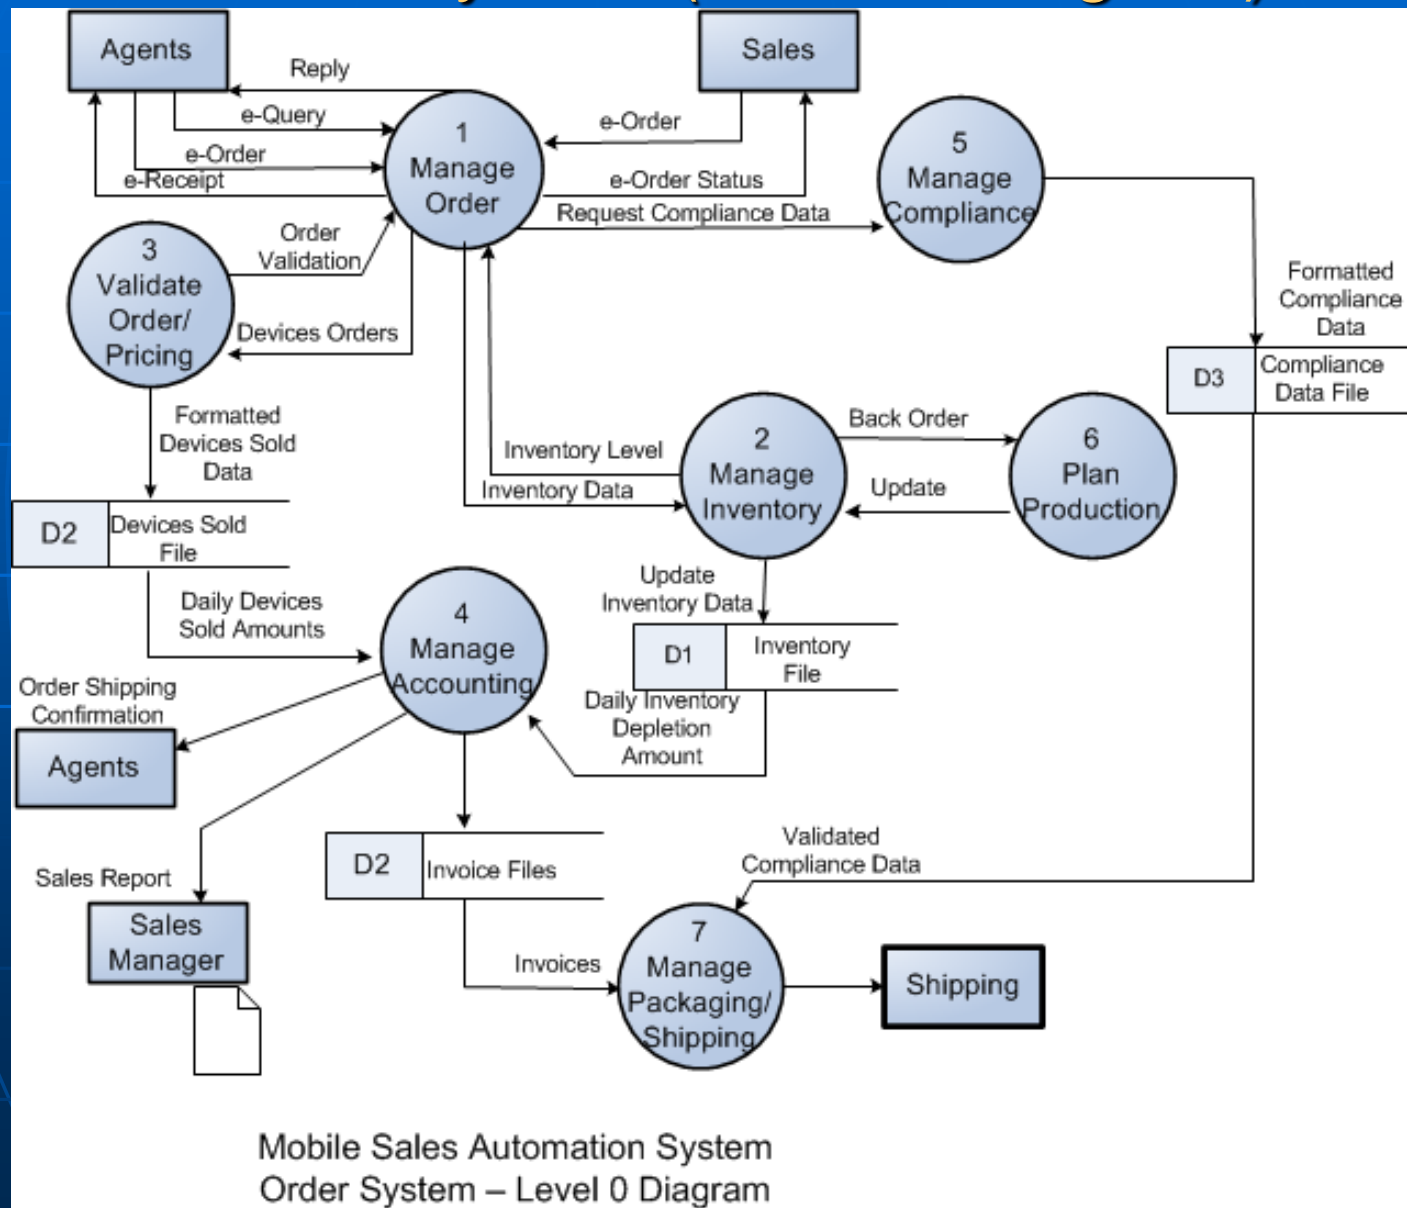 Agents
Sales
Reply
e-Query
e-Order
e-Receipt
1
Manage
Order
e-Order
e-Order Status
Request Compliance Data
5
Manage
Compliance
3
Validate
Order/
Pricing
Order
Validation
Devices Orders
Formatted
Compliance
Data
D3
Compliance
Data File
Formatted
Devices Sold
Data
Inventory Level
Inventory Data
2
Manage
Inventory
Back Order
Update
6
Plan
Production
D2
Devices Sold
File
Daily Devices
Sold Amounts
4
Manage
Accounting
Update
Inventory Data
D1
Inventory
File
Daily Inventory
Depletion
Amount
Order Shipping
Confirmation
Agents
Sales Report
Sales
Manager
D2
Invoice Files
Invoices
Validated
Compliance Data
7
Manage
Packaging/
Shipping
Shipping
Mobile Sales Automation System
Order System – Level 0 Diagram